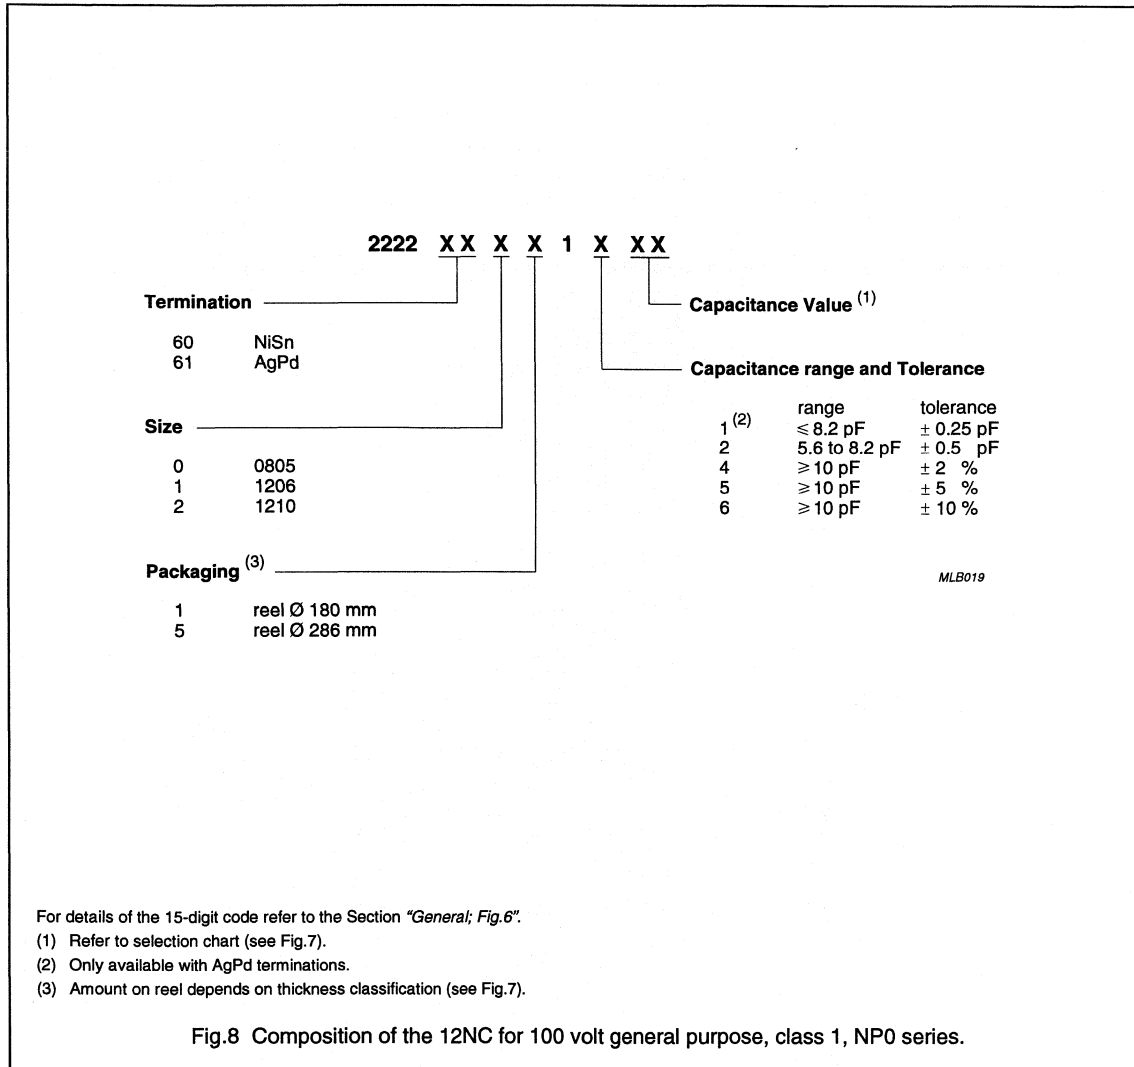 2222 XX X X 1 X XX
Termination
60 NiSn
61 AgPd
Size
0 0805
1 1206
2 1210
Packaging (3)
1 reel Ø 180 mm
5 reel Ø 286 mm
Capacitance Value (1)
Capacitance range and Tolerance
range tolerance
1 (2) ≤ 8.2 pF ± 0.25 pF
2 5.6 to 8.2 pF ± 0.5 pF
4 ≥ 10 pF ± 2 %
5 ≥ 10 pF ± 5 %
6 ≥ 10 pF ± 10 %
MLB019
For details of the 15-digit code refer to the Section "General; Fig.6".
(1) Refer to selection chart (see Fig.7).
(2) Only available with AgPd terminations.
(3) Amount on reel depends on thickness classification (see Fig.7).
Fig.8 Composition of the 12NC for 100 volt general purpose, class 1, NP0 series.